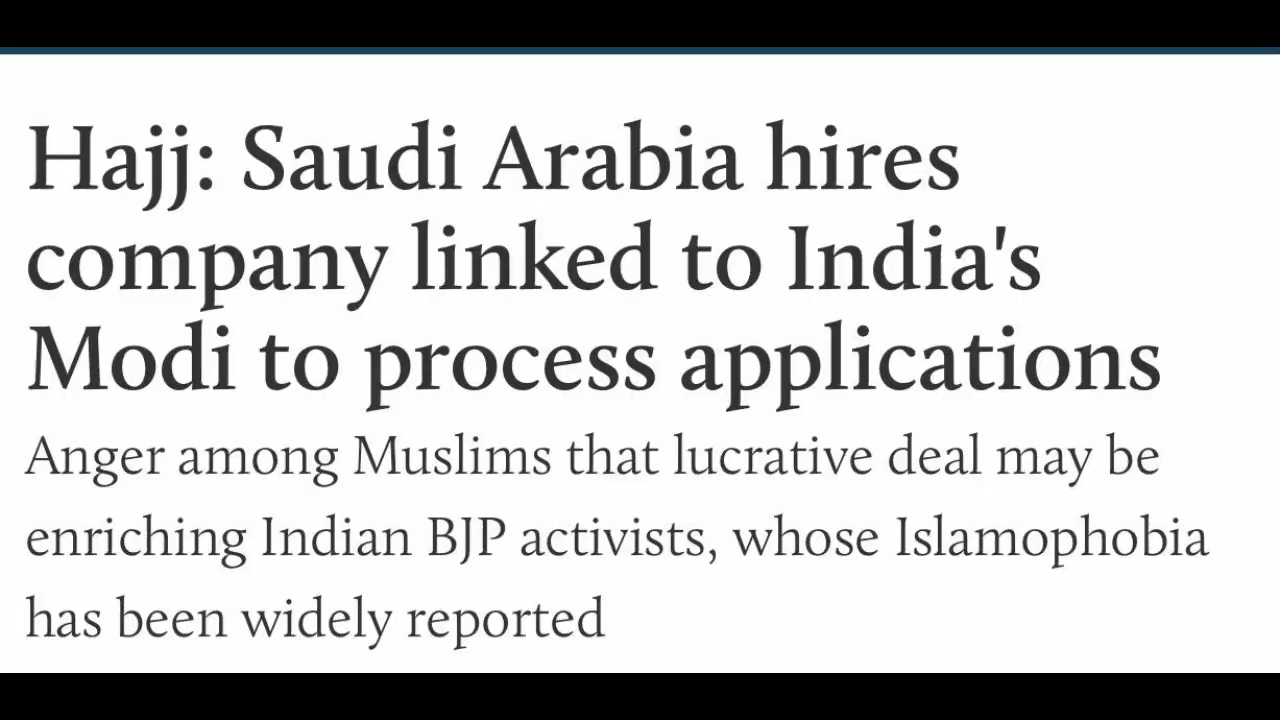 Hajj: Saudi Arabia hires
company linked to India's
Modi to process applications
Anger among Muslims that lucrative deal may be
enriching Indian BJP activists, whose Islamophobia
has been widely reported